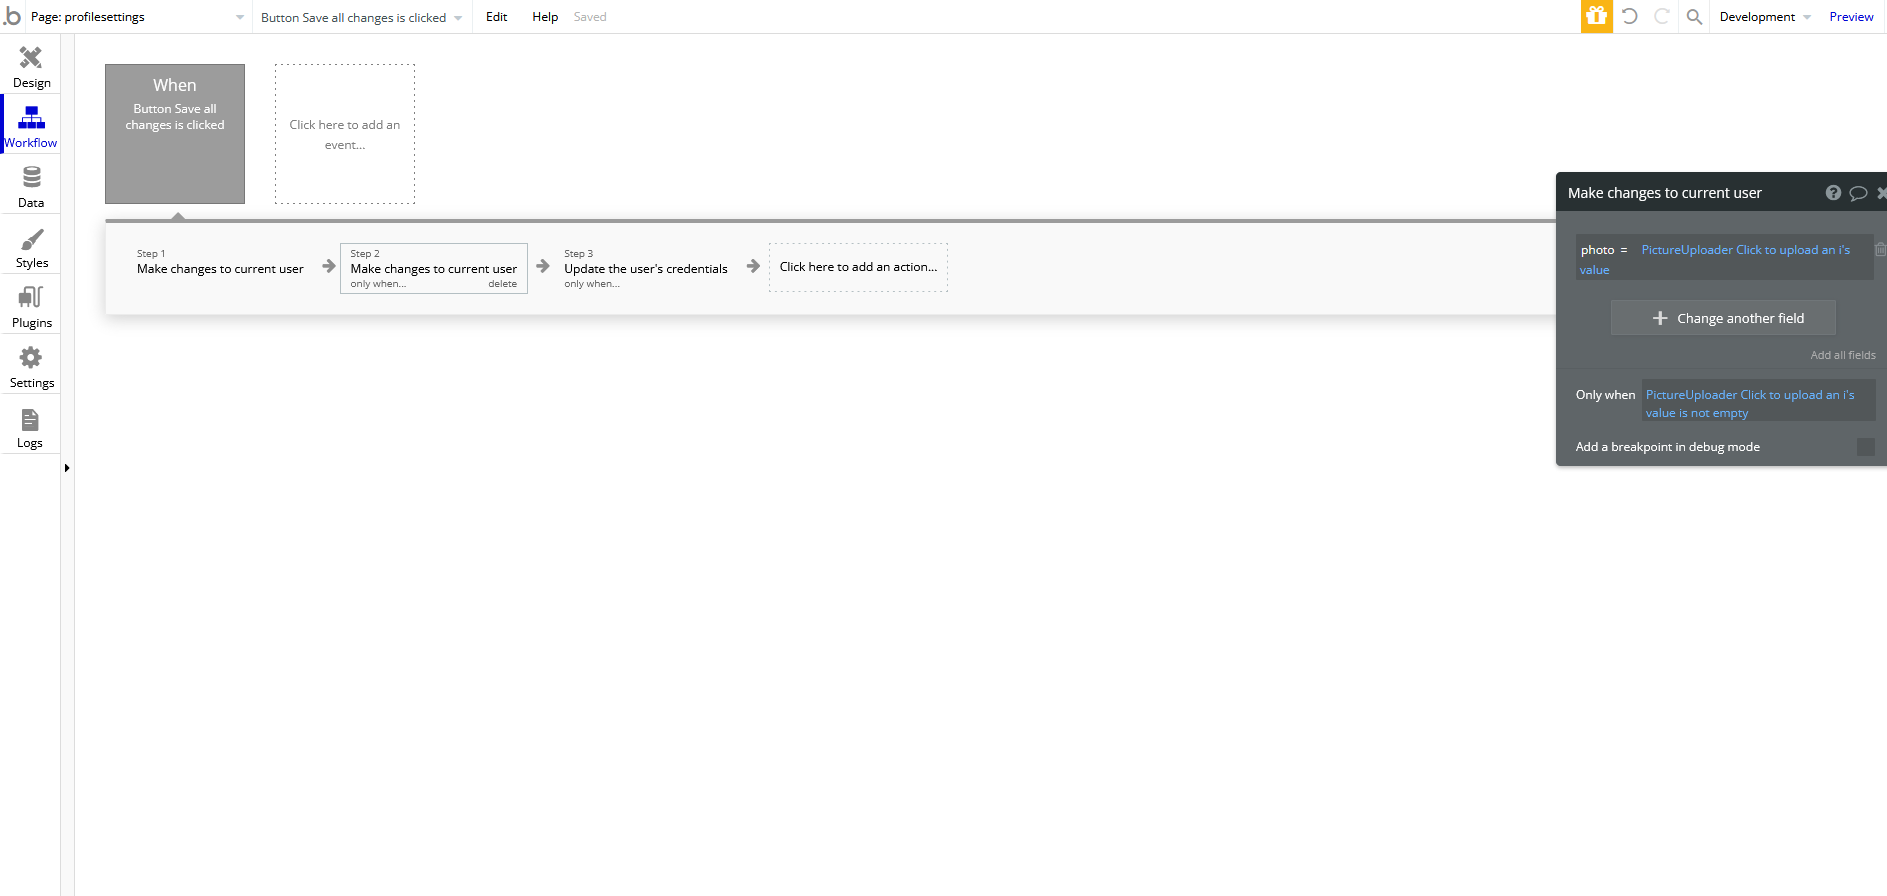 .b Page: profilesettings Button Save all changes is clicked Edit Help Saved Development Preview
Design
Workflow
Data
Styles
Plugins
Settings
Logs
When
Button Save all
changes is clicked
Click here to add an
event...
Step 1
Make changes to current user
Step 2
Make changes to current user
only when... delete
Step 3
Update the user's credentials
only when...
Click here to add an action...
Make changes to current user ?
photo = PictureUploader Click to upload an i's
value
+ Change another field
Add all fields
Only when PictureUploader Click to upload an i's
value is not empty
Add a breakpoint in debug mode